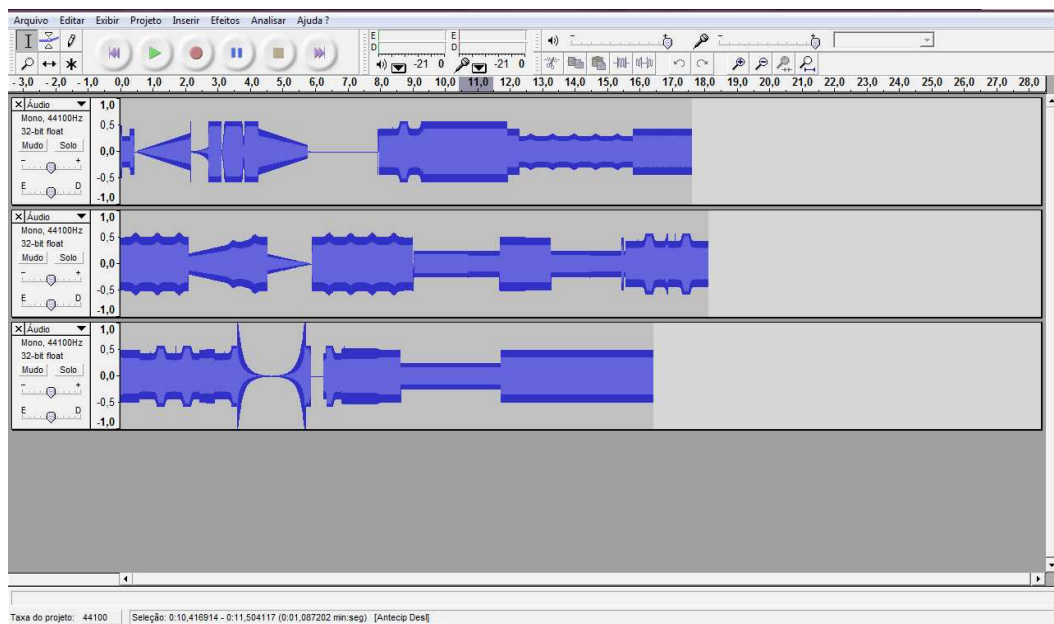 Arquivo Editar Exibir Projeto Inserir Efeitos Analisar Ajuda ?
E E
D D
-21 0 -21 0
- 3,0 - 2,0 - 1,0 0,0 1,0 2,0 3,0 4,0 5,0 6,0 7,0 8,0 9,0 10,0 11,0 12,0 13,0 14,0 15,0 16,0 17,0 18,0 19,0 20,0 21,0 22,0 23,0 24,0 25,0 26,0 27,0 28,0
X Áudio 1,0
Mono, 44100Hz
32-bit float 0,5
Mudo Solo 0,0
- +
-0,5
E D
-1,0
X Áudio 1,0
Mono, 44100Hz
32-bit float 0,5
Mudo Solo 0,0
- +
-0,5
E D
-1,0
X Áudio 1,0
Mono, 44100Hz
32-bit float 0,5
Mudo Solo 0,0
- +
-0,5
E D
-1,0
Taxa do projeto: 44100 Seleção: 0:10,416914 - 0:11,504117 (0:01,087202 min:seg) [Antecip Desl]